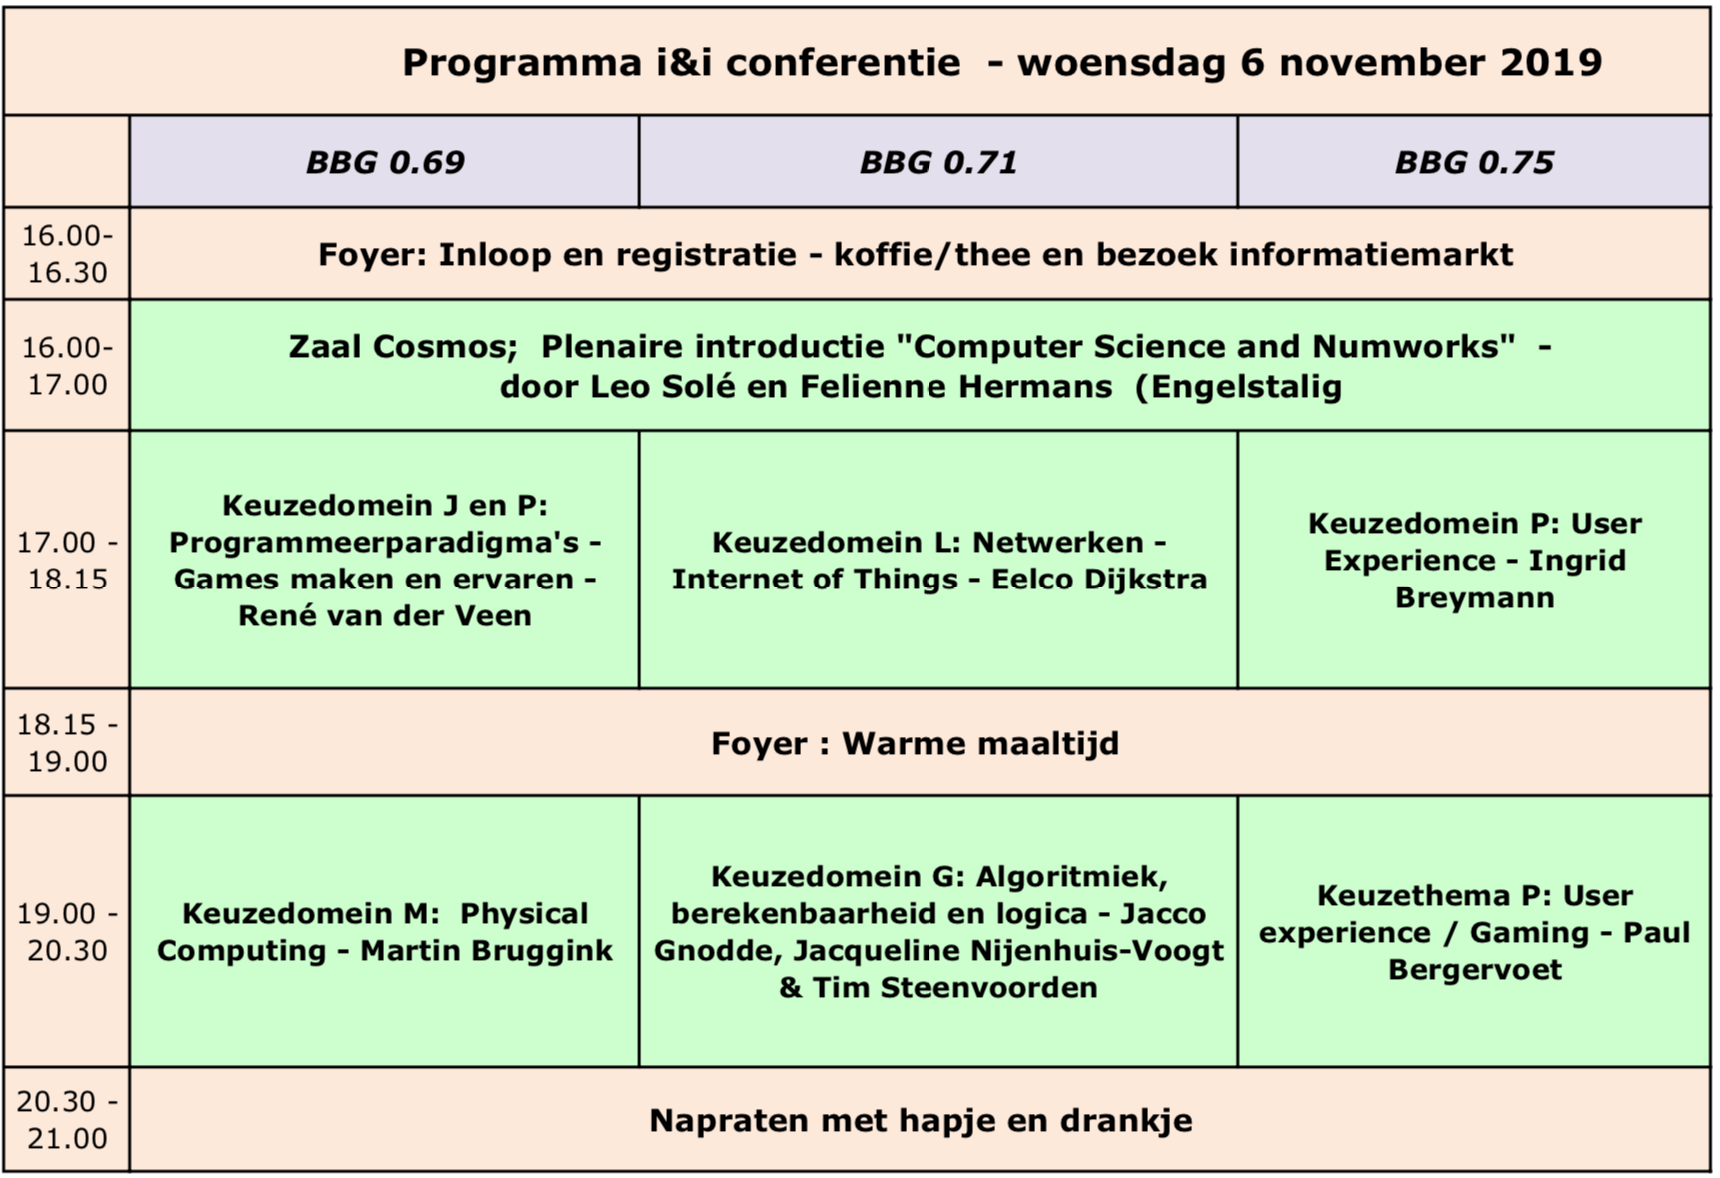 Programma i&i conferentie  - woensdag 6 november 2019
BBG 0.69
BBG 0.71
BBG 0.75
16.00-
16.30
Foyer: Inloop en registratie - koffie/thee en bezoek informatiemarkt
16.00-
17.00
Zaal Cosmos;  Plenaire introductie "Computer Science and Numworks"  -
door Leo Solé en Felienne Hermans  (Engelstalig
17.00 -
18.15
Keuzedomein J en P:
Programmeerparadigma's -
Games maken en ervaren -
René van der Veen
Keuzedomein L: Netwerken -
Internet of Things - Eelco Dijkstra
Keuzedomein P: User
Experience - Ingrid
Breymann
18.15 -
19.00
Foyer : Warme maaltijd
19.00 -
20.30
Keuzedomein M:  Physical
Computing - Martin Bruggink
Keuzedomein G: Algoritmiek,
berekenbaarheid en logica - Jacco
Gnodde, Jacqueline Nijenhuis-Voogt
& Tim Steenvoorden
Keuzethema P: User
experience / Gaming - Paul
Bergervoet
20.30 -
21.00
Napraten met hapje en drankje